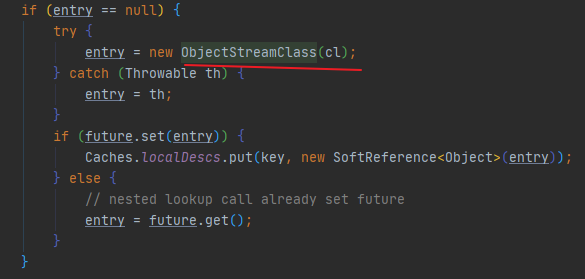 if (entry == null) {
try {
entry = new ObjectStreamClass(cl);
} catch (Throwable th) {
entry = th;
}
if (future.set(entry)) {
Caches.localDescs.put(key, new SoftReference<Object>(entry));
} else {
// nested lookup call already set future
entry = future.get();
}
}